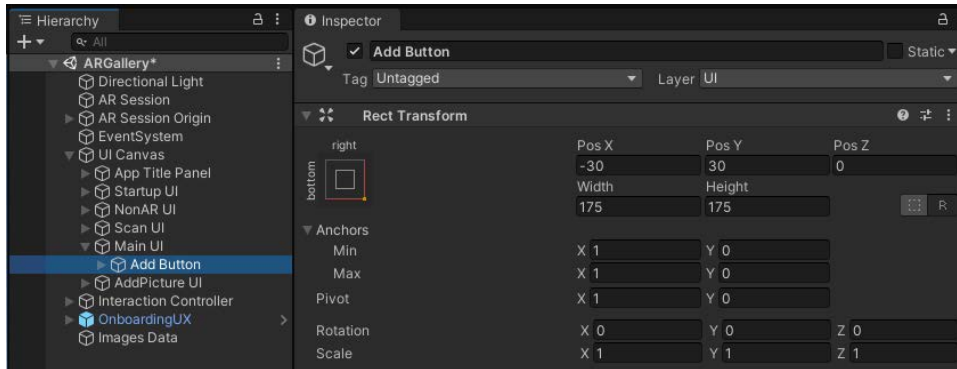 Hierarchy
All
ARGallery*
Directional Light
AR Session
AR Session Origin
EventSystem
UI Canvas
App Title Panel
Startup UI
NonAR UI
Scan UI
Main UI
Add Button
AddPicture UI
Interaction Controller
OnboardingUX
Images Data
Inspector
Add Button Static
Tag Untagged Layer UI
Rect Transform
right Pos X Pos Y Pos Z
bottom -30 30 0
Width Height
175 175 R
Anchors
Min X 1 Y 0
Max X 1 Y 0
Pivot X 1 Y 0
Rotation X 0 Y 0 Z 0
Scale X 1 Y 1 Z 1